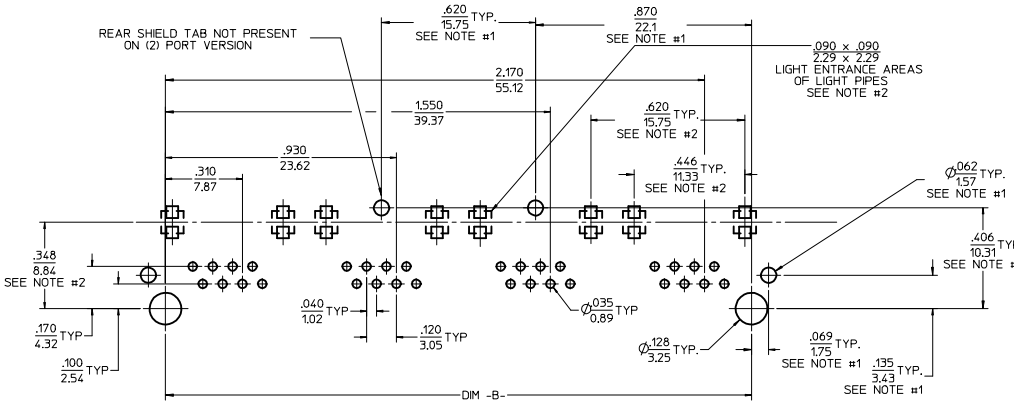 .620 TYP.
15.75
SEE NOTE #1
.870
22.1
SEE NOTE #1
REAR SHIELD TAB NOT PRESENT
ON (2) PORT VERSION
.090 x .090
2.29 x 2.29
LIGHT ENTRANCE AREAS
OF LIGHT PIPES
SEE NOTE #2
2.170
55.12
1.550
39.37
.620 TYP.
15.75
SEE NOTE #2
.930
23.62
.446 TYP.
11.33
SEE NOTE #2
.310
7.87
Ø.062 TYP.
1.57
SEE NOTE #1
.406 TYP
10.31
SEE NOTE #
.348
8.84
SEE NOTE #2
.040 TYP
1.02
Ø.035 TYP
0.89
.170 TYP
4.32
.120 TYP
3.05
Ø.128 TYP.
3.25
.069 TYP.
1.75
SEE NOTE #1
.100 TYP
2.54
.135 TYP.
3.43
SEE NOTE #1
DIM -B-